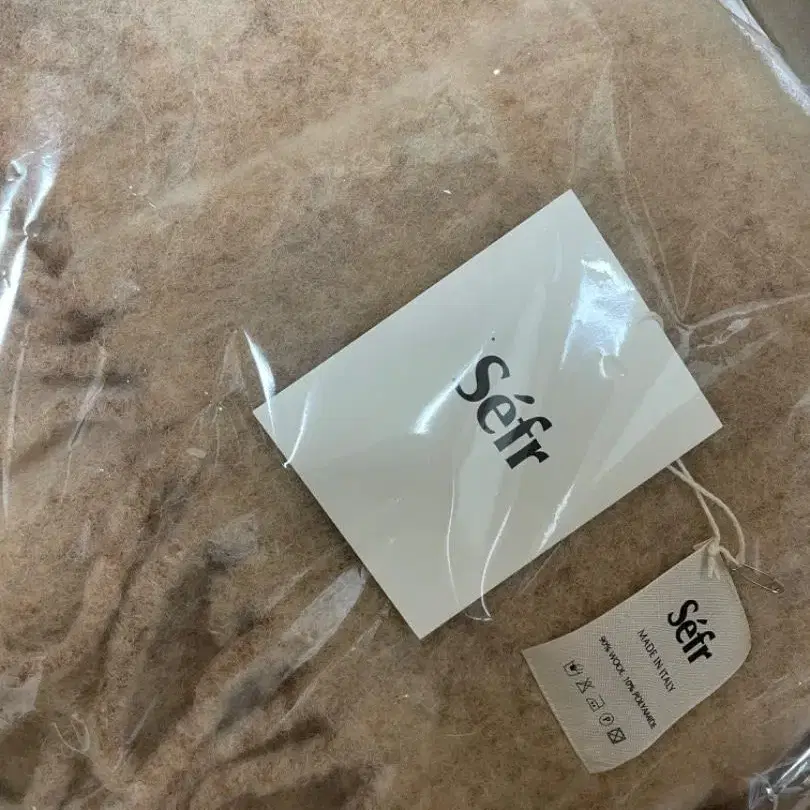 Séfr
Séfr
MADE IN ITALY
90% WOOL 10% POLYAMIDE
P